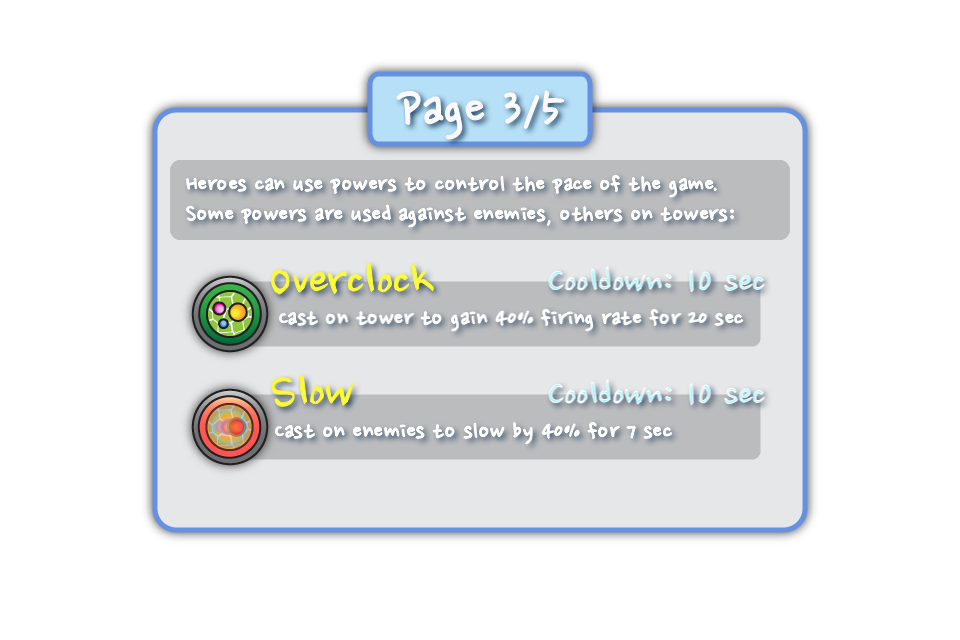 Page 3/5
Heroes can use powers to control the pace of the game.
Some powers are used against enemies, others on towers:
Overclock
Cooldown: 10 sec
Cast on tower to gain 40% firing rate for 20 sec
Slow
Cooldown: 10 sec
Cast on enemies to slow by 40% for 7 sec